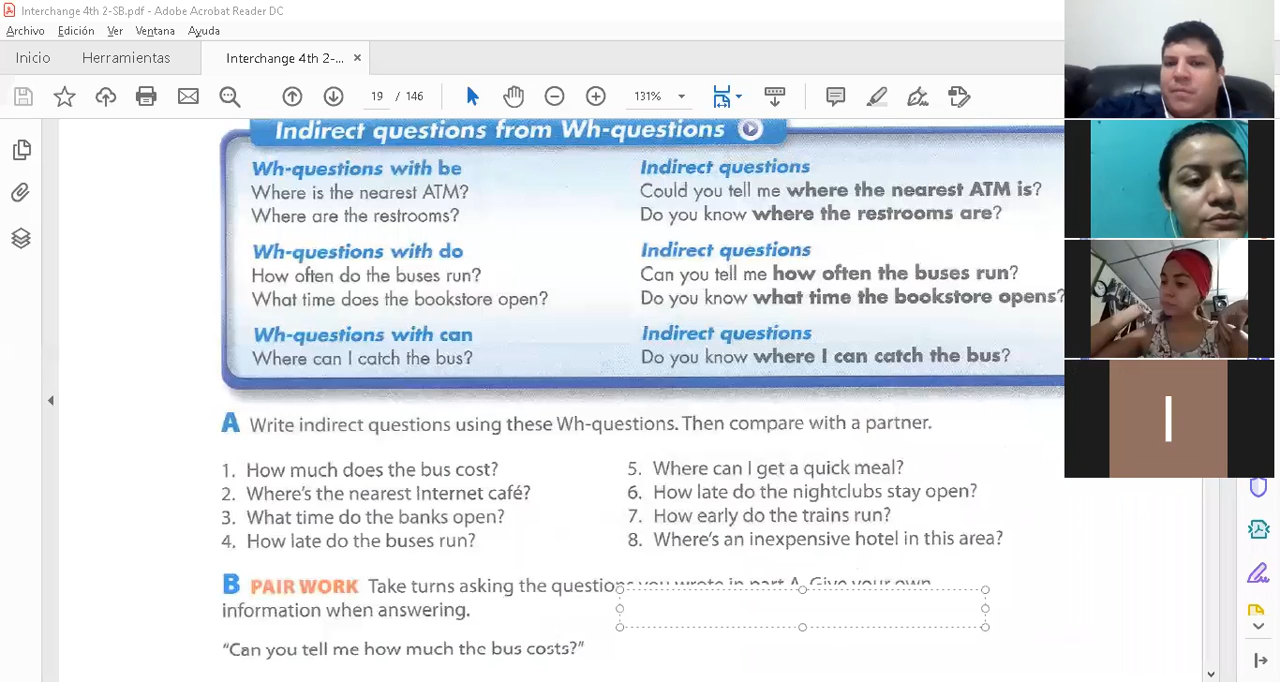 Interchange 4th 2-SB.pdf - Adobe Acrobat Reader DC
Archivo Edición Ver Ventana Ayuda
Inicio Herramientas Interchange 4th 2-... ×
19 / 146 131%
Indirect questions from Wh-questions
Wh-questions with be
Where is the nearest ATM?
Where are the restrooms?
Indirect questions
Could you tell me where the nearest ATM is?
Do you know where the restrooms are?
Wh-questions with do
How often do the buses run?
What time does the bookstore open?
Indirect questions
Can you tell me how often the buses run?
Do you know what time the bookstore opens?
Wh-questions with can
Where can I catch the bus?
Indirect questions
Do you know where I can catch the bus?
A Write indirect questions using these Wh-questions. Then compare with a partner.
1. How much does the bus cost?
2. Where's the nearest Internet café?
3. What time do the banks open?
4. How late do the buses run?
5. Where can I get a quick meal?
6. How late do the nightclubs stay open?
7. How early do the trains run?
8. Where's an inexpensive hotel in this area?
B PAIR WORK Take turns asking the questions you wrote in part A. Give your own
information when answering.
"Can you tell me how much the bus costs?"
I